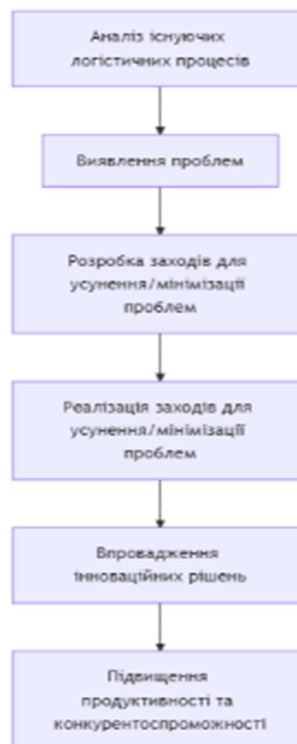 Аналіз існуючих
логістичних процесів
Виявлення проблем
Розробка заходів для
усунення/мінімізації
проблем
Реалізація заходів для
усунення/мінімізації
проблем
Впровадження
інноваційних рішень
Підвищення
продуктивності та
конкурентоспроможності